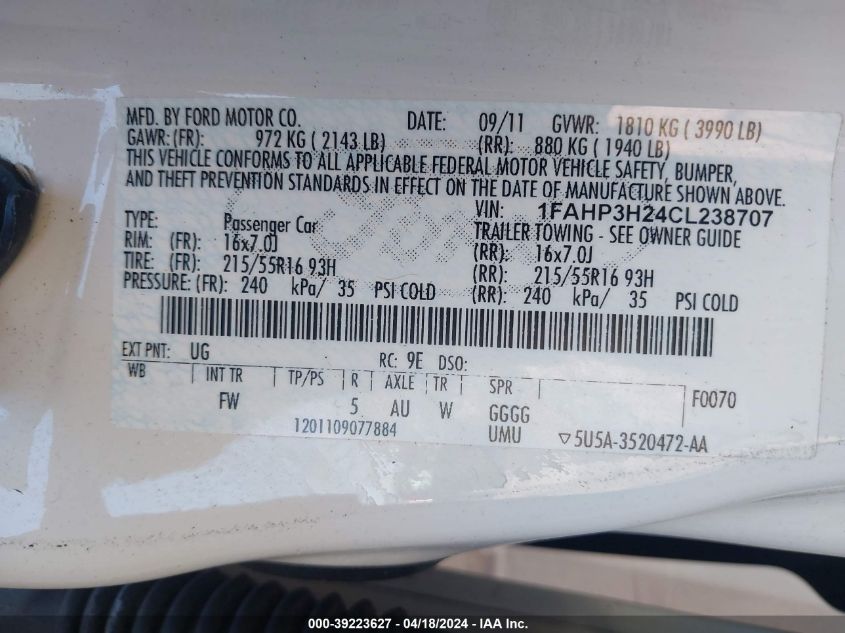 MFD. BY FORD MOTOR CO. DATE: 09/11 GVWR: 1810 KG ( 3990 LB)
GAWR: (FR): 972 KG ( 2143 LB) (RR): 880 KG ( 1940 LB)
THIS VEHICLE CONFORMS TO ALL APPLICABLE FEDERAL MOTOR VEHICLE SAFETY, BUMPER,
AND THEFT PREVENTION STANDARDS IN EFFECT ON THE DATE OF MANUFACTURE SHOWN ABOVE.
VIN: 1FAHP3H24CL238707
TYPE: Passenger Car TRAILER TOWING - SEE OWNER GUIDE
RIM: (FR): 16x7.0J (RR): 16x7.0J
TIRE: (FR): 215/55R16 93H (RR): 215/55R16 93H
PRESSURE: (FR): 240 kPa/ 35 PSI COLD (RR): 240 kPa/ 35 PSI COLD
EXT PNT: UG RC: 9E DSO:
WB INT TR TP/PS R AXLE TR SPR F0070
FW 5 AU W GGGG
1201109077884 UMU ▽5U5A-3520472-AA
000-39223627 - 04/18/2024 - IAA Inc.